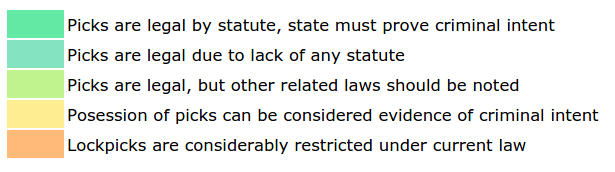 Picks are legal by statute, state must prove criminal intent
Picks are legal due to lack of any statute
Picks are legal, but other related laws should be noted
Posession of picks can be considered evidence of criminal intent
Lockpicks are considerably restricted under current law